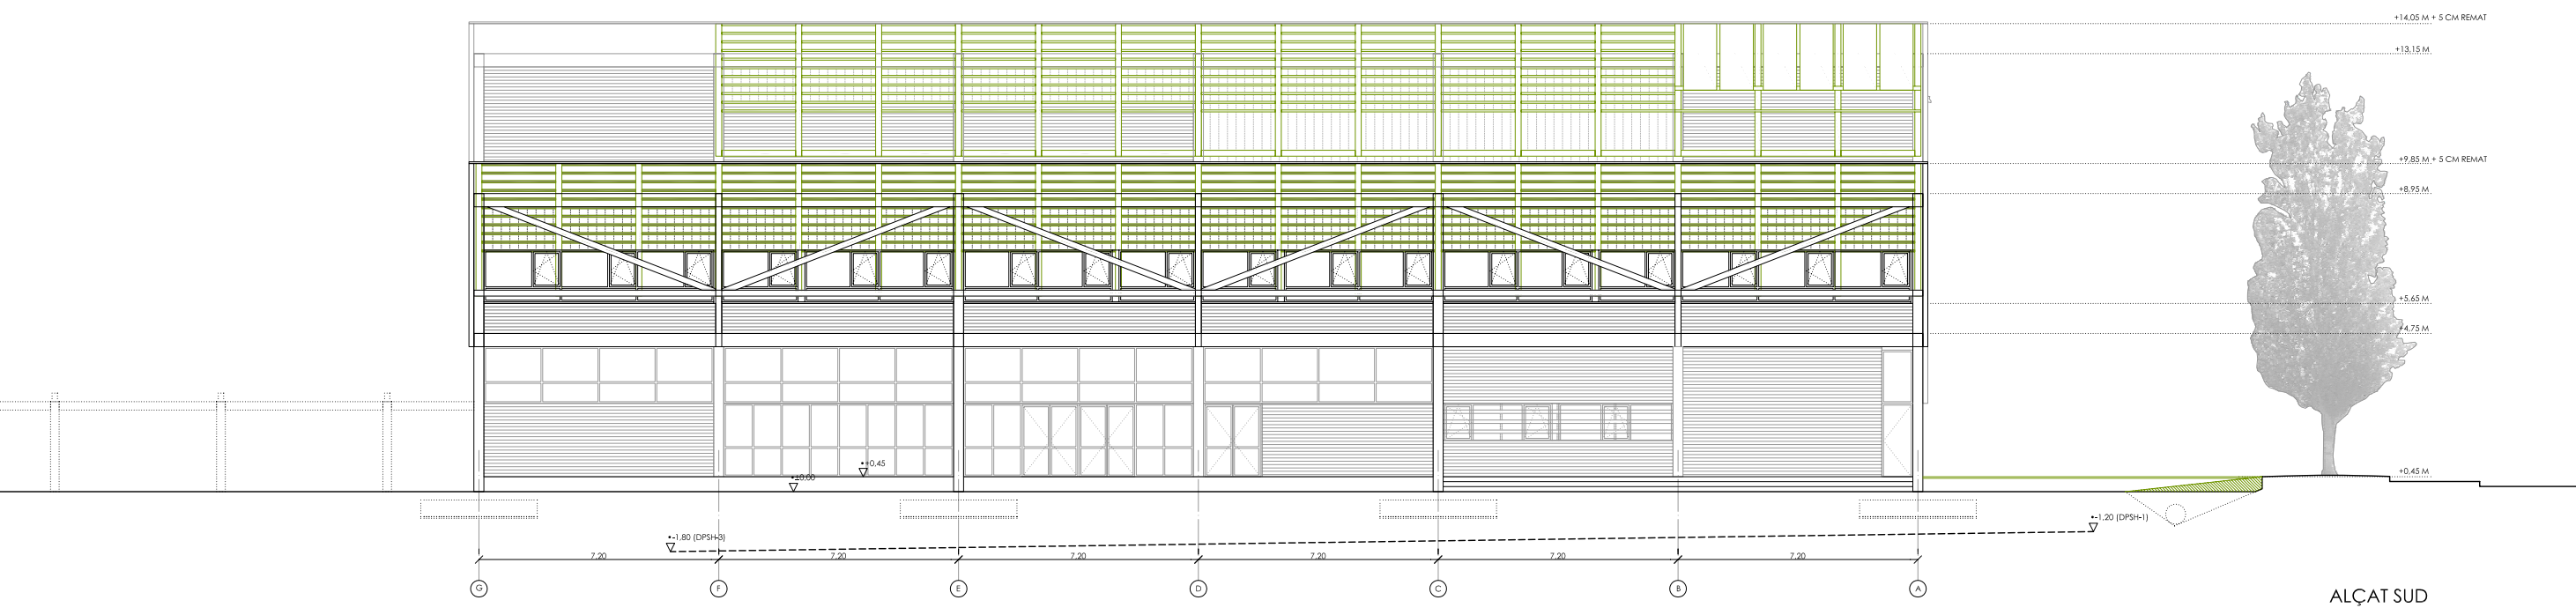 +14,05 M + 5 CM REMAT
+13,15 M
+9,85 M + 5 CM REMAT
+8,95 M
+5,65 M
+4,75 M
+0,45
+0,45 M
±0,00
-1,20 (DPSH-1)
-1,80 (DPSH-3)
7,20 7,20 7,20 7,20 7,20 7,20
G F E D C B A
ALÇAT SUD